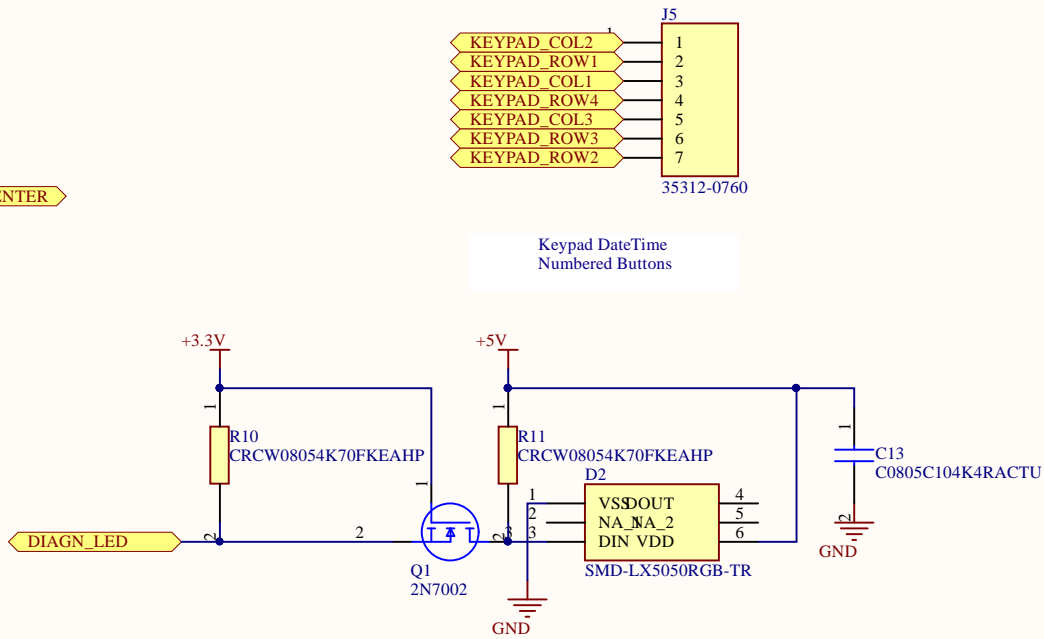 J5
1
KEYPAD_COL2 1
KEYPAD_ROW1 2
KEYPAD_COL1 3
KEYPAD_ROW4 4
KEYPAD_COL3 5
KEYPAD_ROW3 6
KEYPAD_ROW2 7
35312-0760
ENTER
Keypad DateTime
Numbered Buttons
+3.3V
+5V
1
1
R10
CRCW08054K70FKEAHP
R11
CRCW08054K70FKEAHP
1
C13
C0805C104K4RACTU
2
GND
D2
1 VSS DOUT 4
2 NA_1 NA_2 5
3 DIN VDD 6
SMD-LX5050RGB-TR
1
DIAGN_LED
2
2
3
2
Q1
2N7002
GND